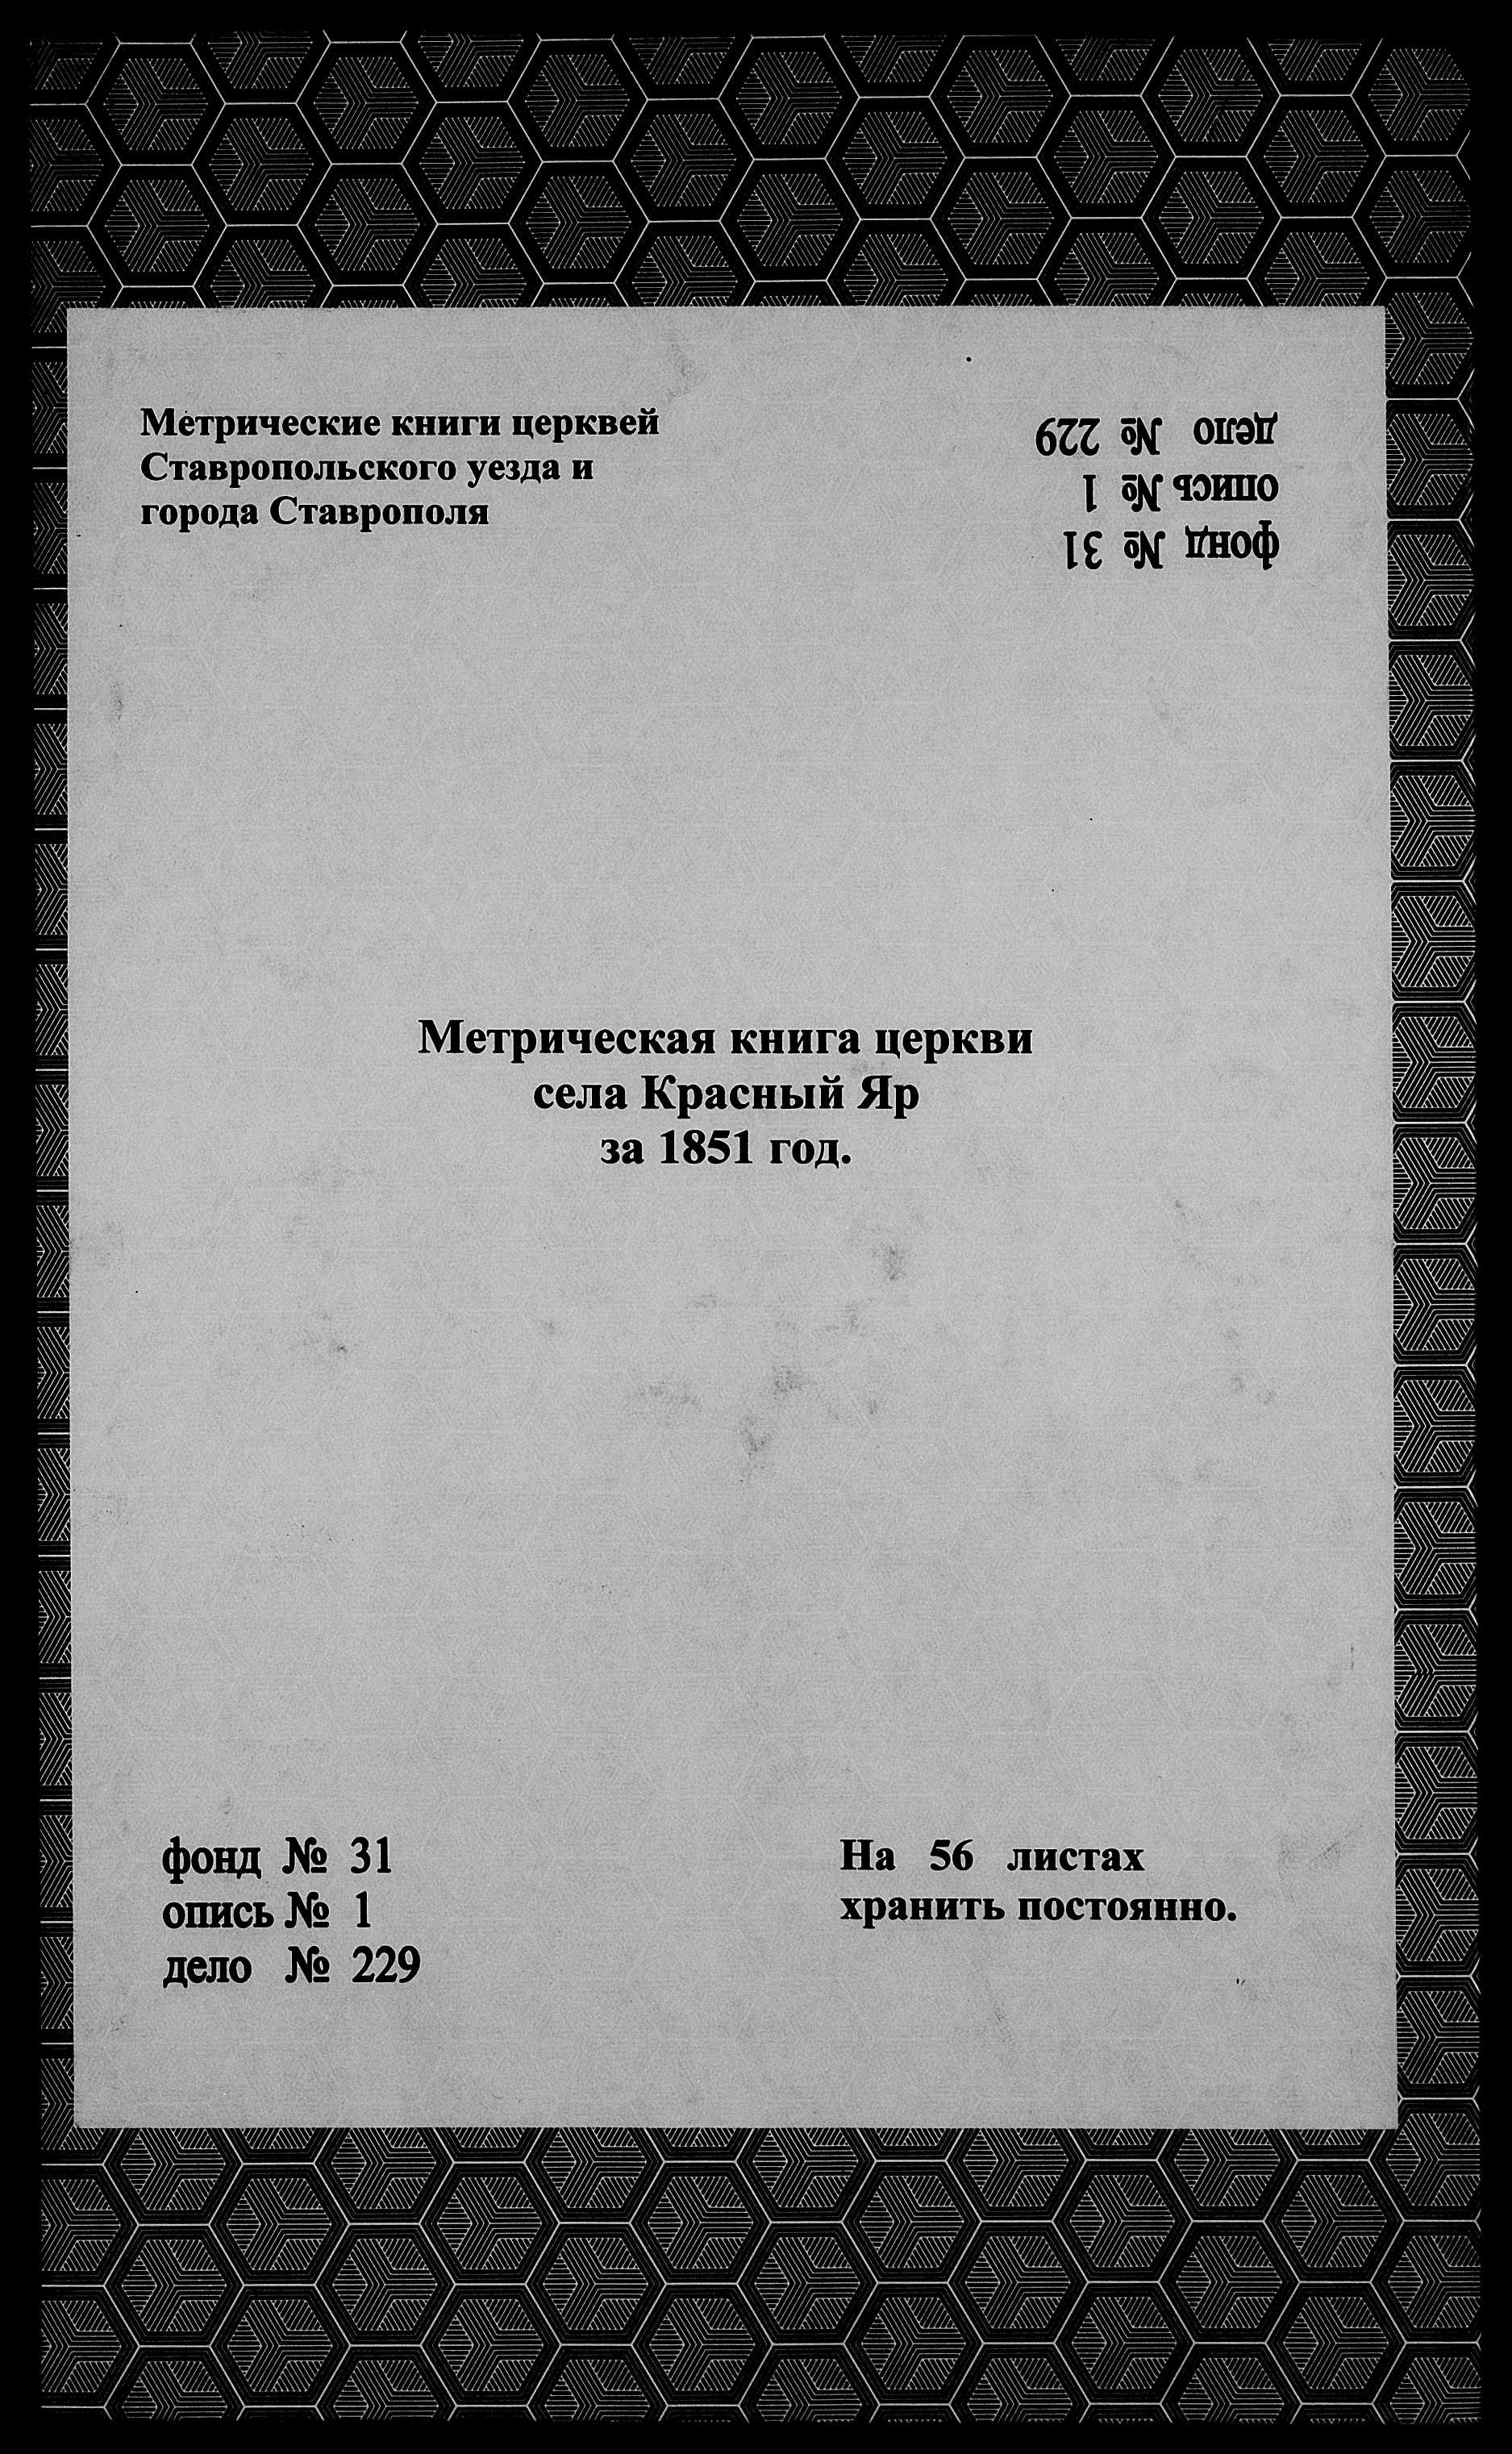 Метрические книги церквей
Ставропольского уезда и
города Ставрополя
фонд № 31
опись № 1
дело № 229
Метрическая книга церкви
села Красный Яр
за 1851 год.
фонд № 31
опись № 1
дело № 229
На 56 листах
хранить постоянно.